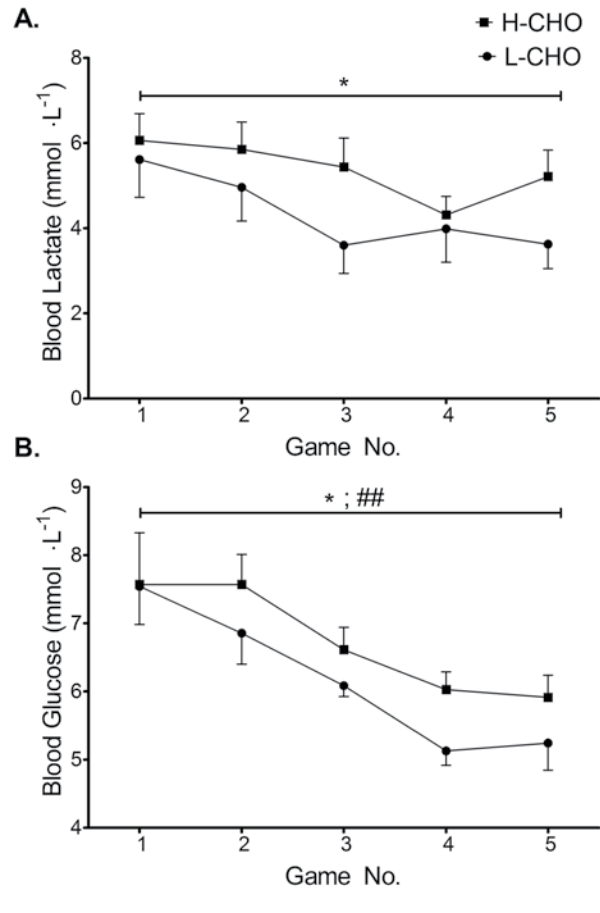 A.
H-CHO
L-CHO
8
6
4
2
0
*
Blood Lactate (mmol ·L⁻¹)
1 2 3 4 5
Game No.
B.
9
8
7
6
5
4
* ; ##
Blood Glucose (mmol ·L⁻¹)
1 2 3 4 5
Game No.